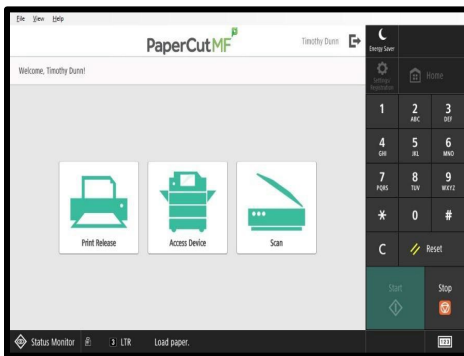 File View Help
PaperCut MF
Timothy Dunn
Welcome, Timothy Dunn!
Print Release
Access Device
Scan
Energy Saver
Settings/
Registration
Home
1
2
ABC
3
DEF
4
GHI
5
JKL
6
MNO
7
PQRS
8
TUV
9
WXYZ
*
0
#
C
Reset
Start
Stop
Status Monitor
3 LTR
Load paper.
123